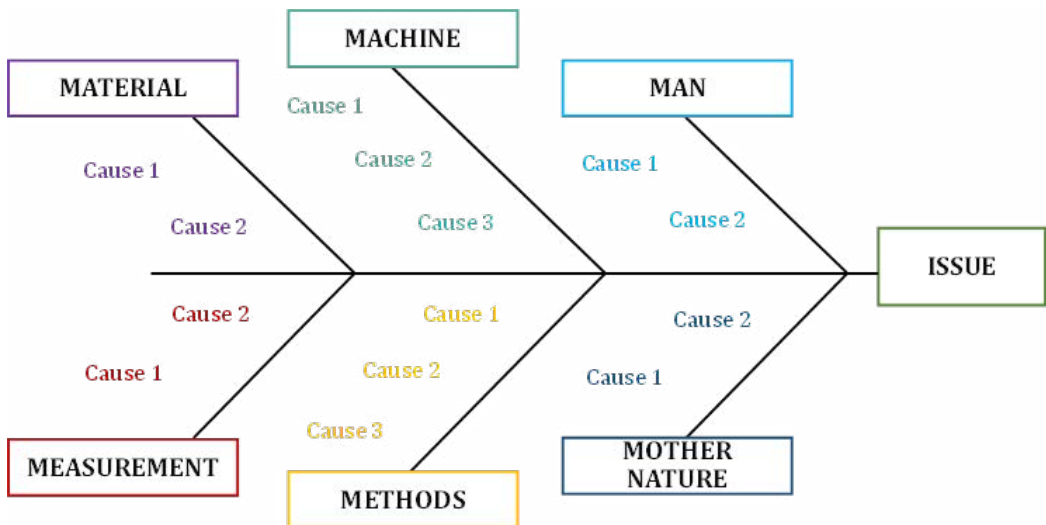 MACHINE
MATERIAL
MAN
Cause 1
Cause 2
Cause 3
Cause 1
Cause 2
Cause 1
Cause 2
ISSUE
Cause 2
Cause 1
Cause 1
Cause 2
Cause 3
Cause 2
Cause 1
MEASUREMENT
METHODS
MOTHER
NATURE